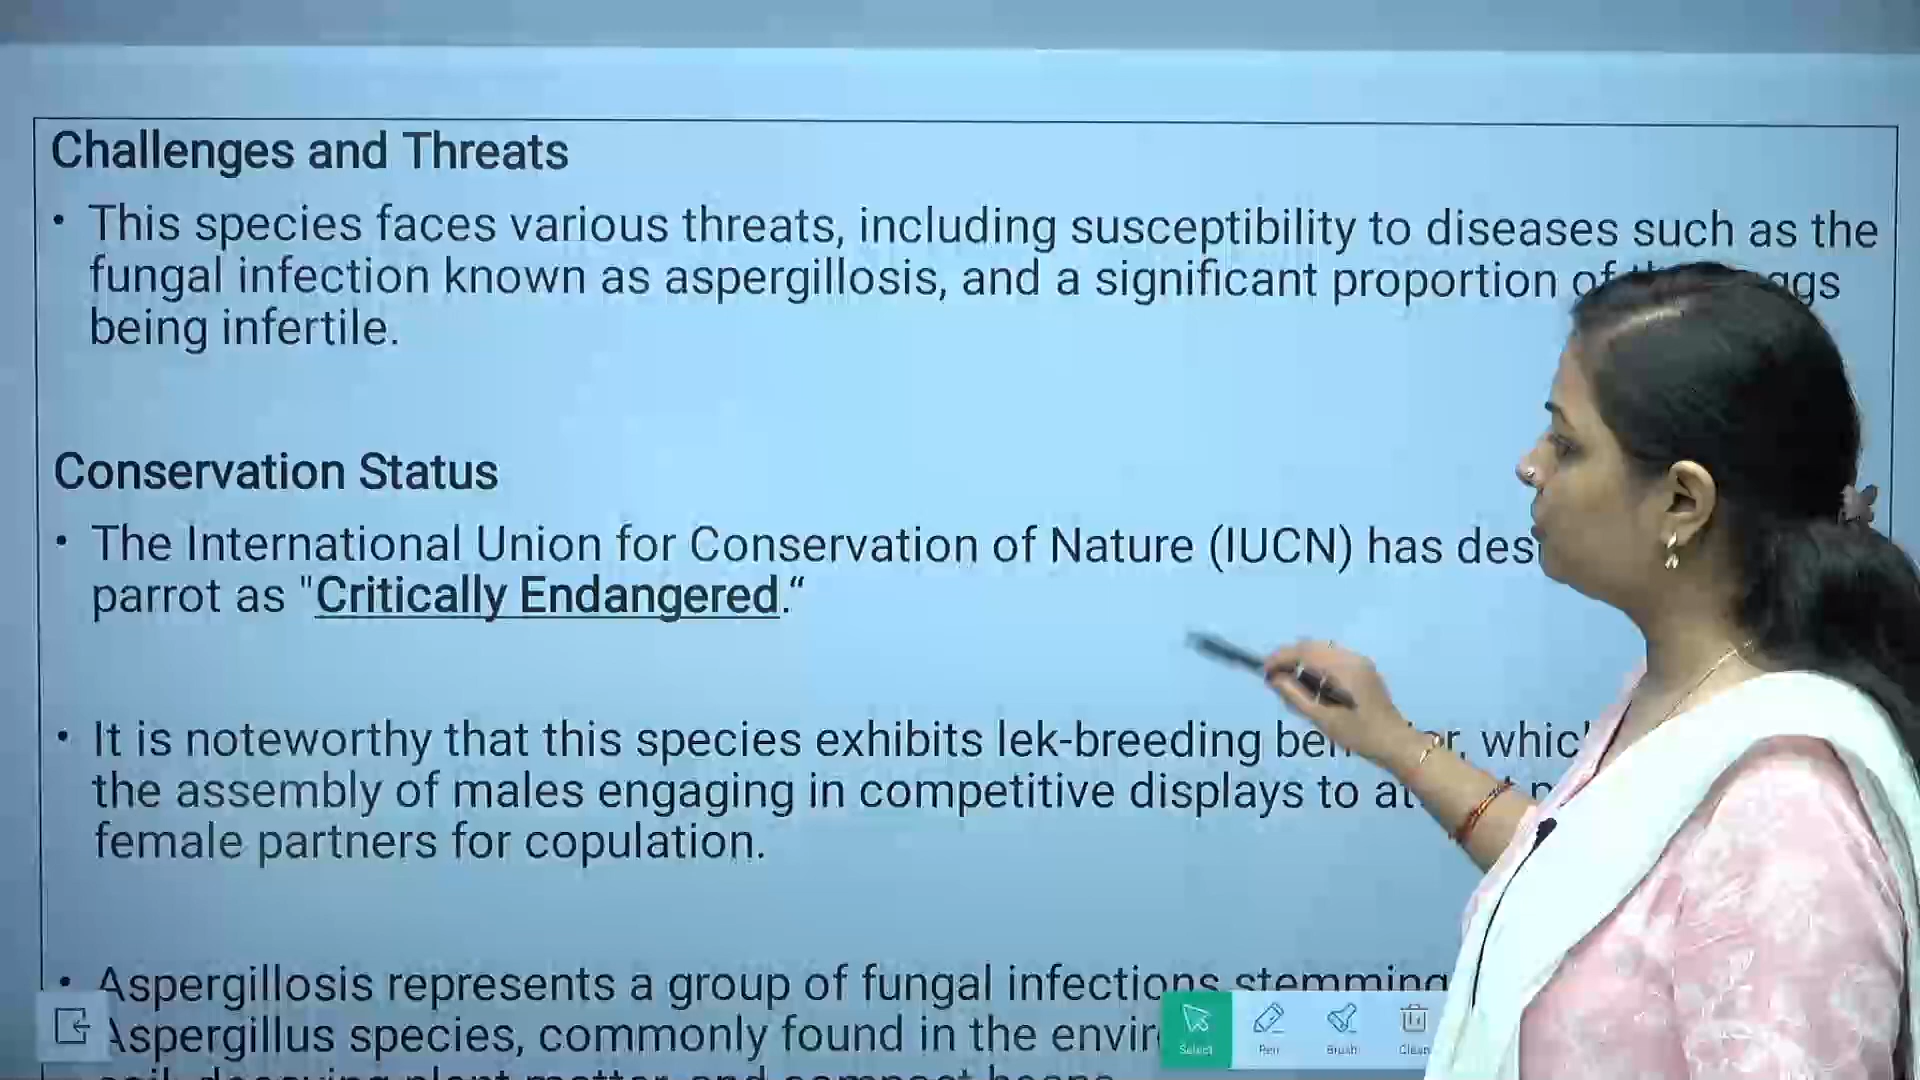 Challenges and Threats
• This species faces various threats, including susceptibility to diseases such as the
fungal infection known as aspergillosis, and a significant proportion of
being infertile.
Conservation Status
• The International Union for Conservation of Nature (IUCN) has
parrot as "Critically Endangered.“
• It is noteworthy that this species exhibits lek-breeding
the assembly of males engaging in competitive displays to
female partners for copulation.
• Aspergillosis represents a group of fungal infections stemming
Aspergillus species, commonly found in the
Select Pen Brush Clean